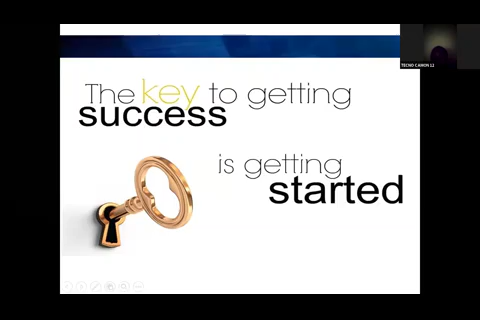 The key to getting
success
is getting
started
TECNO CAMON 12